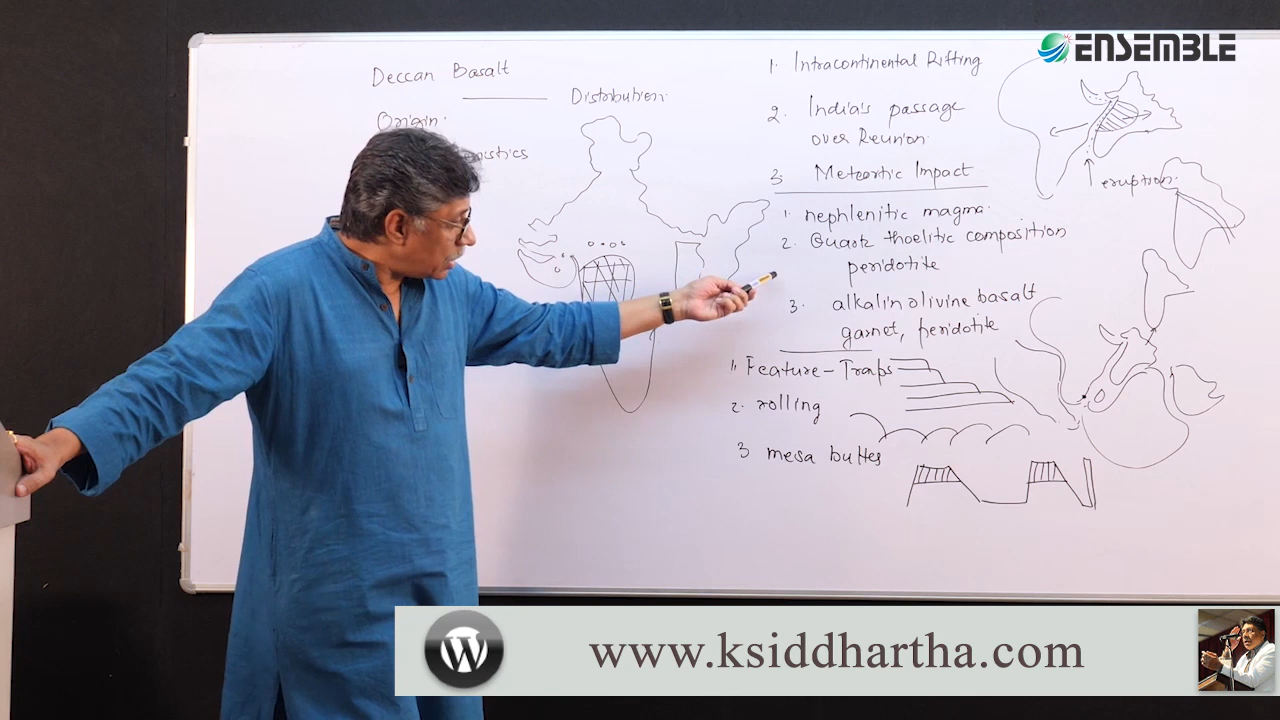 ENSEMBLE
Deccan Basalt
Distribution.
Origin.
1. Intracontinental Rifting
2. India's passage
over Reunion.
3. Meteoritic Impact
eruption.
1. nephlenitic magma.
2. Quark thoelitic composition
peridotite
3. alkalin olivine basalt
garnet, peridotite
1. Feature - Traps
2. rolling
3 mesa buttes
www.ksiddhartha.com